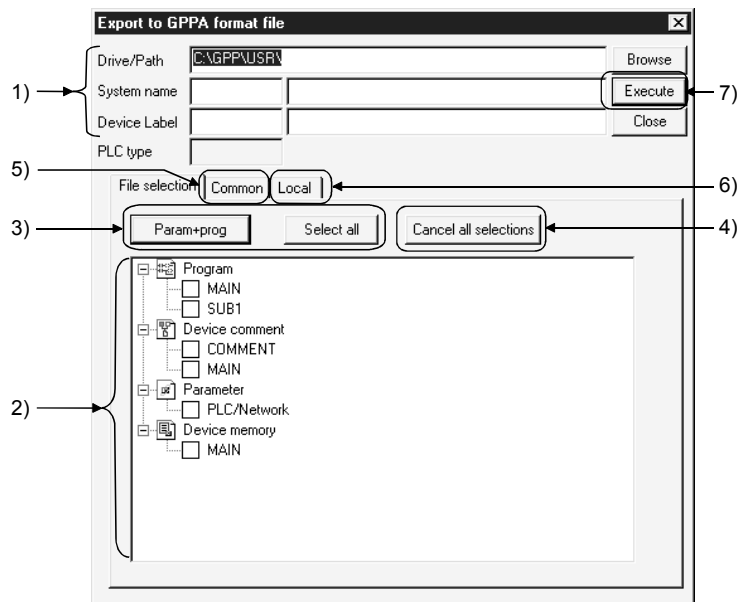 Export to GPPA format file
Drive/Path C:\GPP\USR\ Browse
1) System name Execute 7)
Device Label Close
PLC type
5) File selection Common Local 6)
3) Param+prog Select all Cancel all selections 4)
Program
MAIN
SUB1
Device comment
COMMENT
MAIN
Parameter
2) PLC/Network
Device memory
MAIN